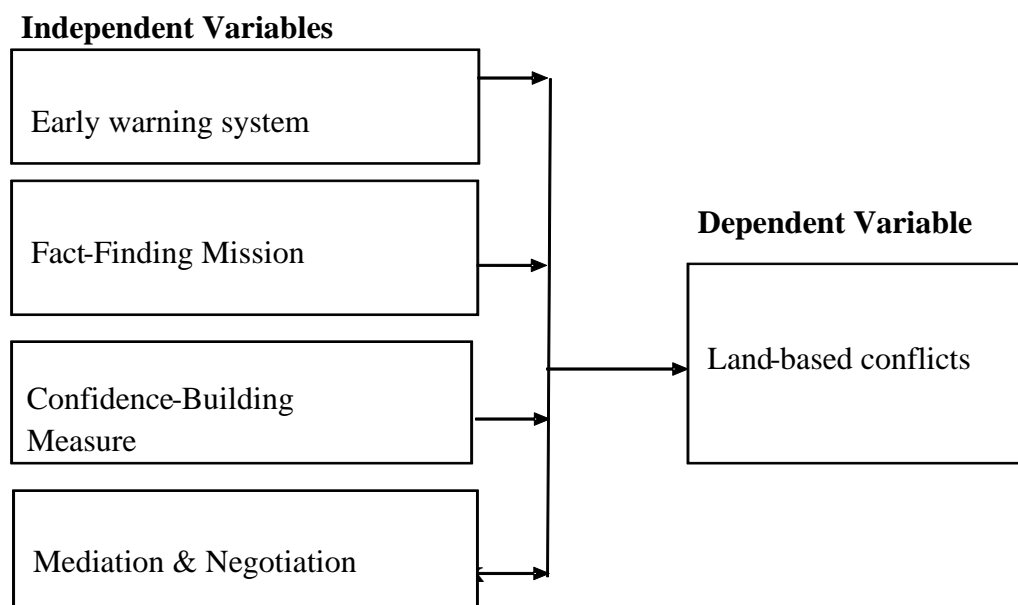 Independent Variables
Early warning system
Fact-Finding Mission
Confidence-Building
Measure
Mediation & Negotiation
Dependent Variable
Land-based conflicts